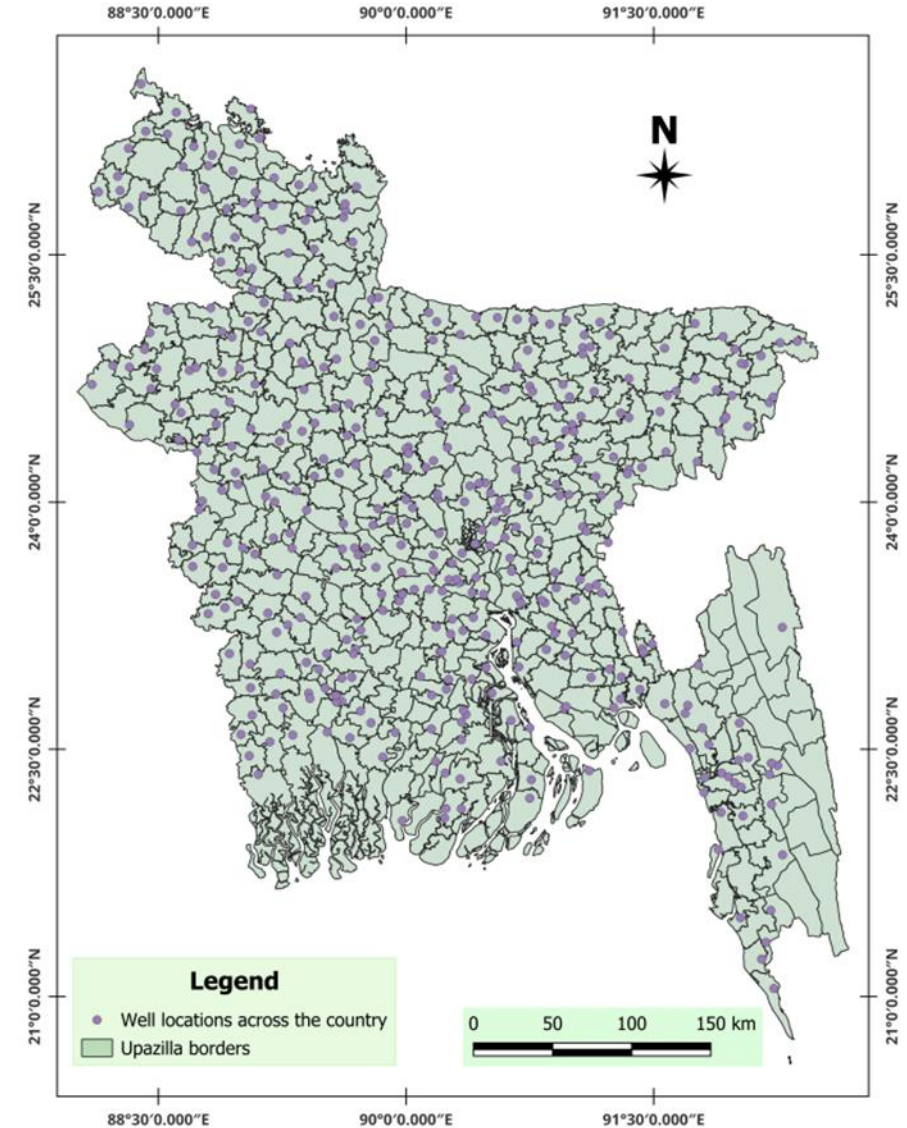 88°30′0.000″E 90°0′0.000″E 91°30′0.000″E
N
25°30′0.000″N 25°30′0.000″N
24°0′0.000″N 24°0′0.000″N
22°30′0.000″N 22°30′0.000″N
21°0′0.000″N 21°0′0.000″N
Legend
Well locations across the country
Upazilla borders
0 50 100 150 km
88°30′0.000″E 90°0′0.000″E 91°30′0.000″E